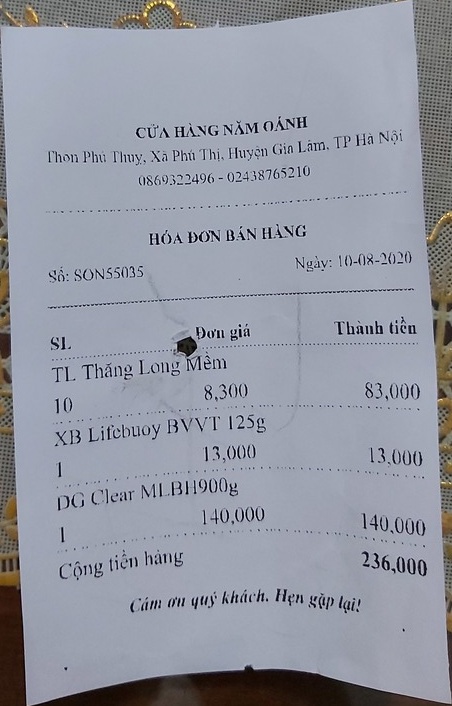 CỬA HÀNG NĂM OÁNH
Thon Phú Thuỵ, Xã Phú Thị, Huyện Gia Lâm, TP Hà Nội
0869322496 - 02438765210
HÓA ĐƠN BÁN HÀNG
Số: SON55035 Ngày: 10-08-2020
SL Đơn giá Thành tiền
TL Thăng Long Mềm
10 8,300 83,000
XB Lifebuoy BVVT 125g
1 13,000 13,000
DG Clear MLBH900g
1 140,000 140,000
Cộng tiền hàng 236,000
Cám ơn quý khách. Hẹn gặp lại!